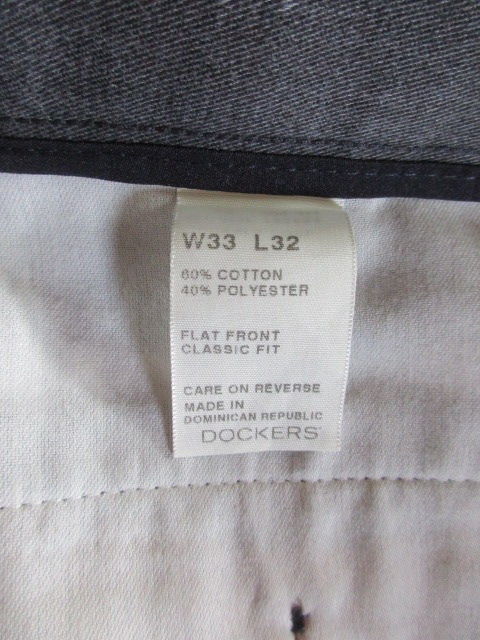 W33 L32
60% COTTON
40% POLYESTER
FLAT FRONT
CLASSIC FIT
CARE ON REVERSE
MADE IN
DOMINICAN REPUBLIC
DOCKERS